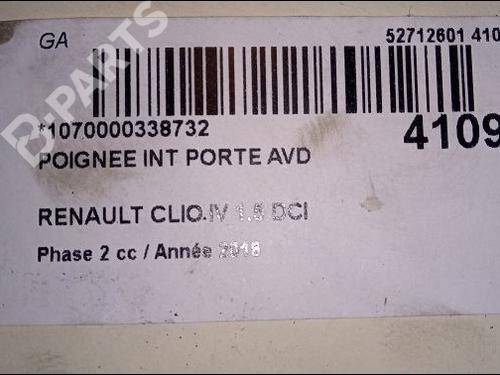 GA
52712601 410
B-PARTS
*1070000338732
4109
POIGNEE INT PORTE AVD
RENAULT CLIO IV 1.5 DCI
Phase 2 cc / Année 2018